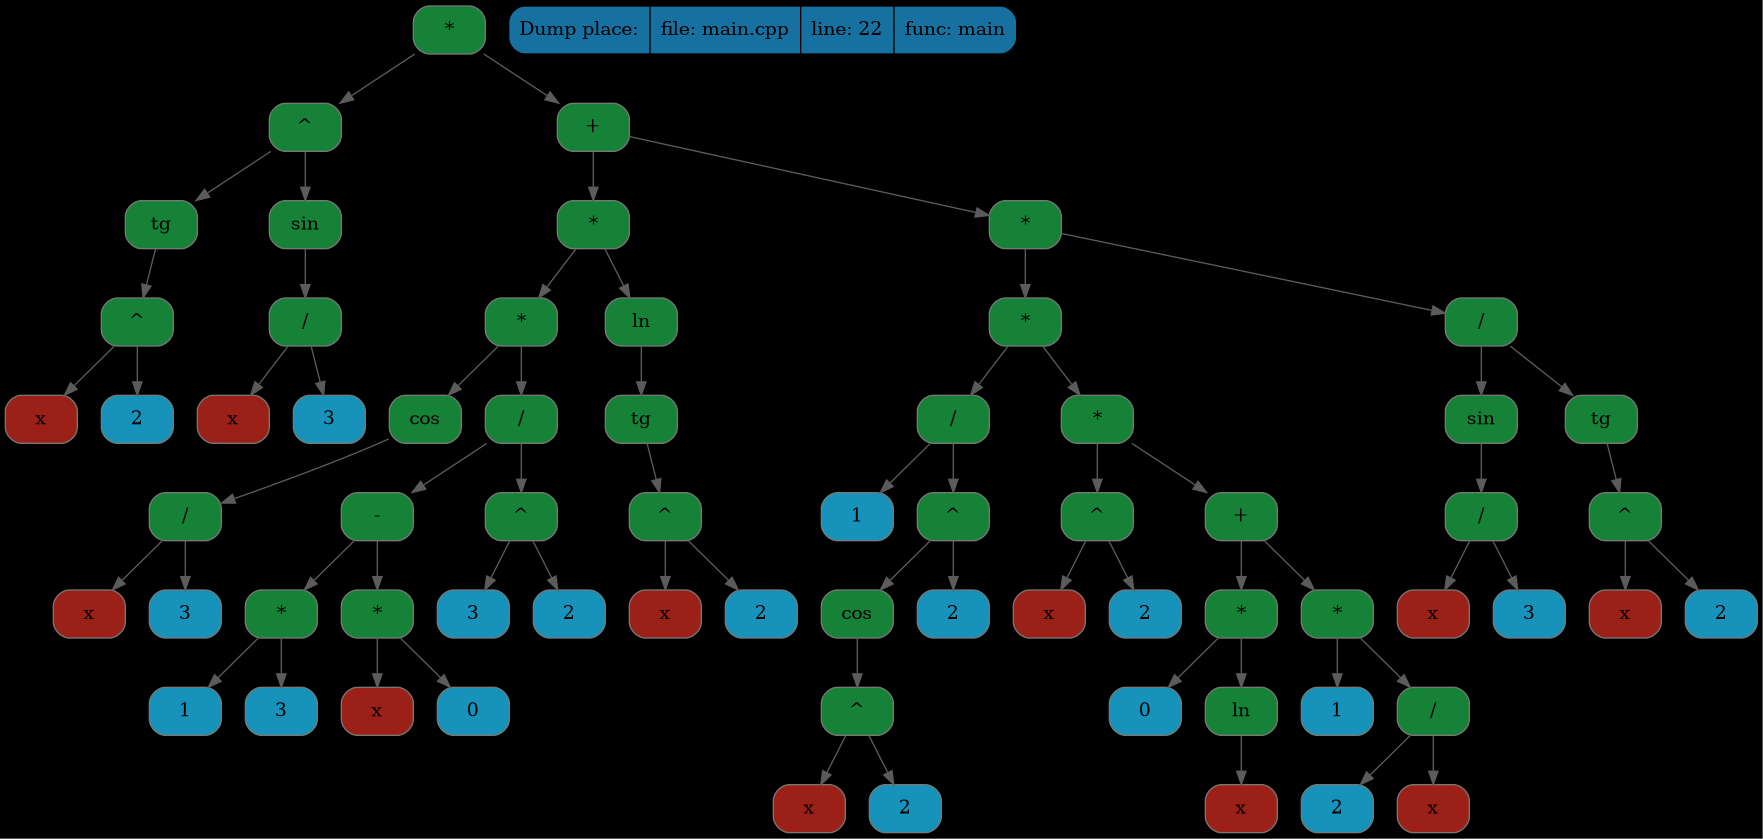 * Dump place: file: main.cpp line: 22 func: main
^ +
tg sin * *
^ / * ln * /
x 2 x 3 cos / tg / * sin tg
/ - ^ ^ 1 ^ ^ + / ^
x 3 * * 3 2 x 2 cos 2 x 2 * * x 3 x 2
1 3 x 0 ^ 0 ln 1 /
x 2 x 2 x